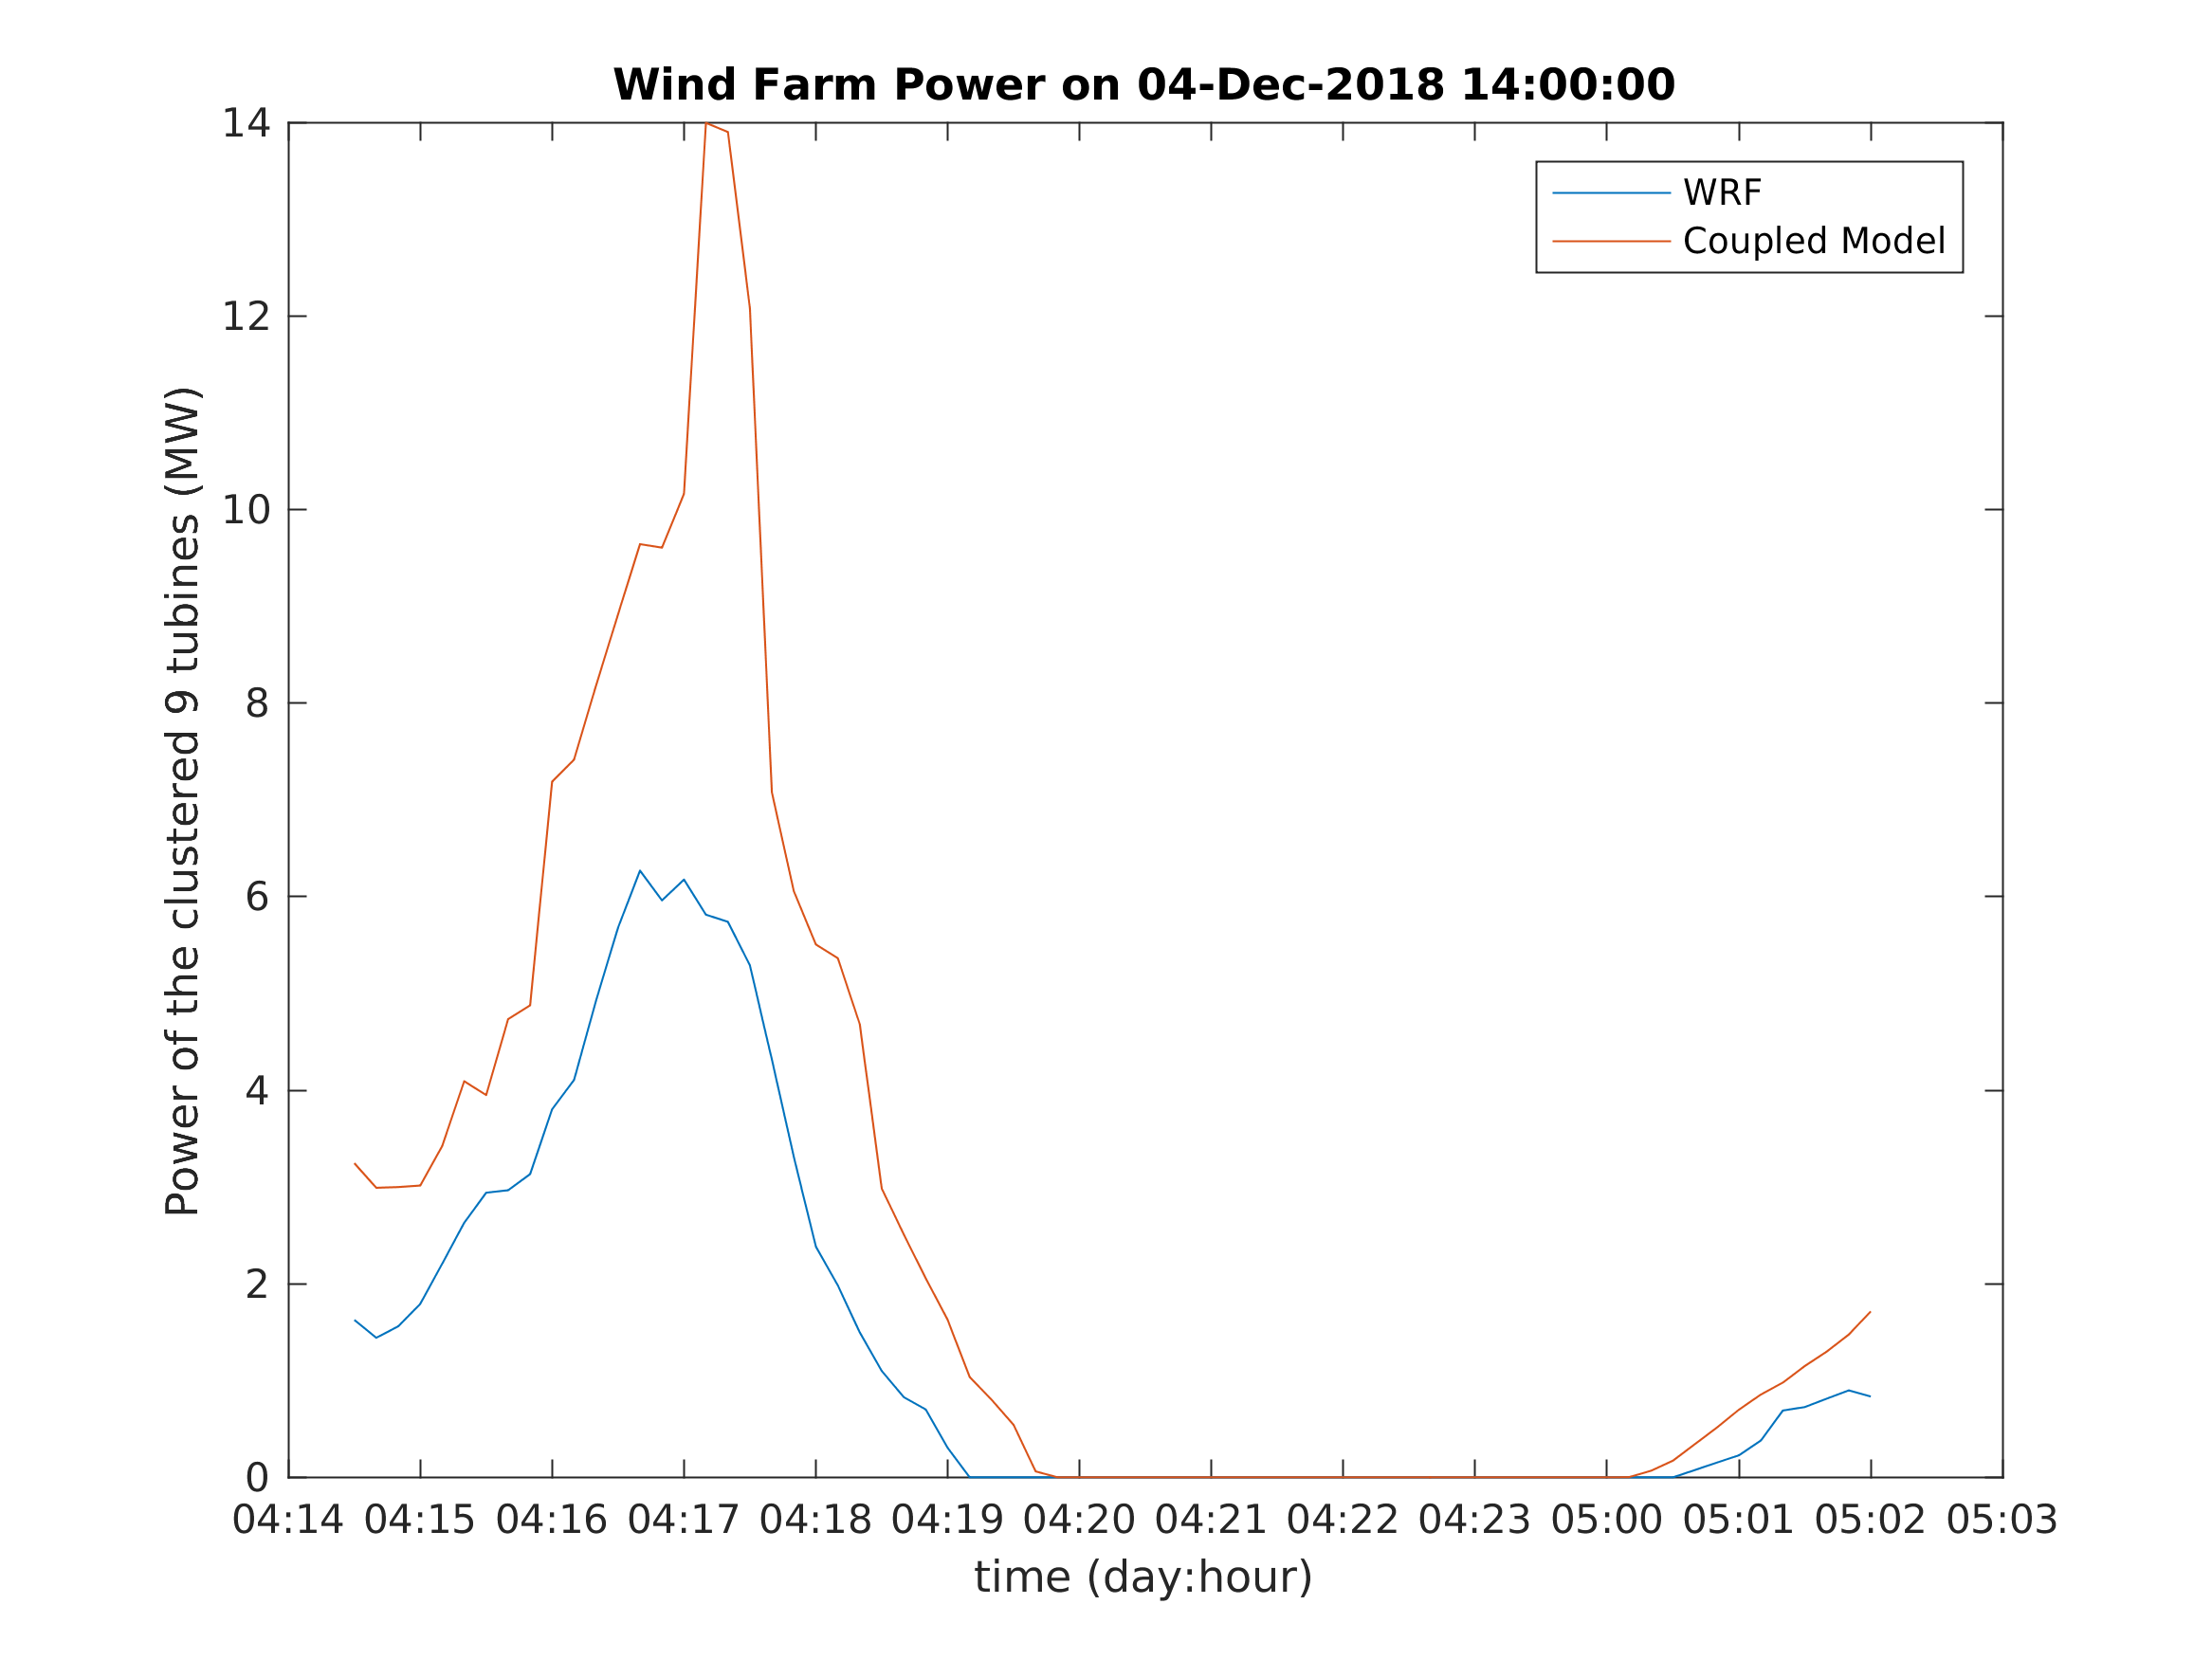 Wind Farm Power on 04-Dec-2018 14:00:00
WRF
Coupled Model
Power of the clustered 9 tubines (MW)
14
12
10
8
6
4
2
0
04:14 04:15 04:16 04:17 04:18 04:19 04:20 04:21 04:22 04:23 05:00 05:01 05:02 05:03
time (day:hour)